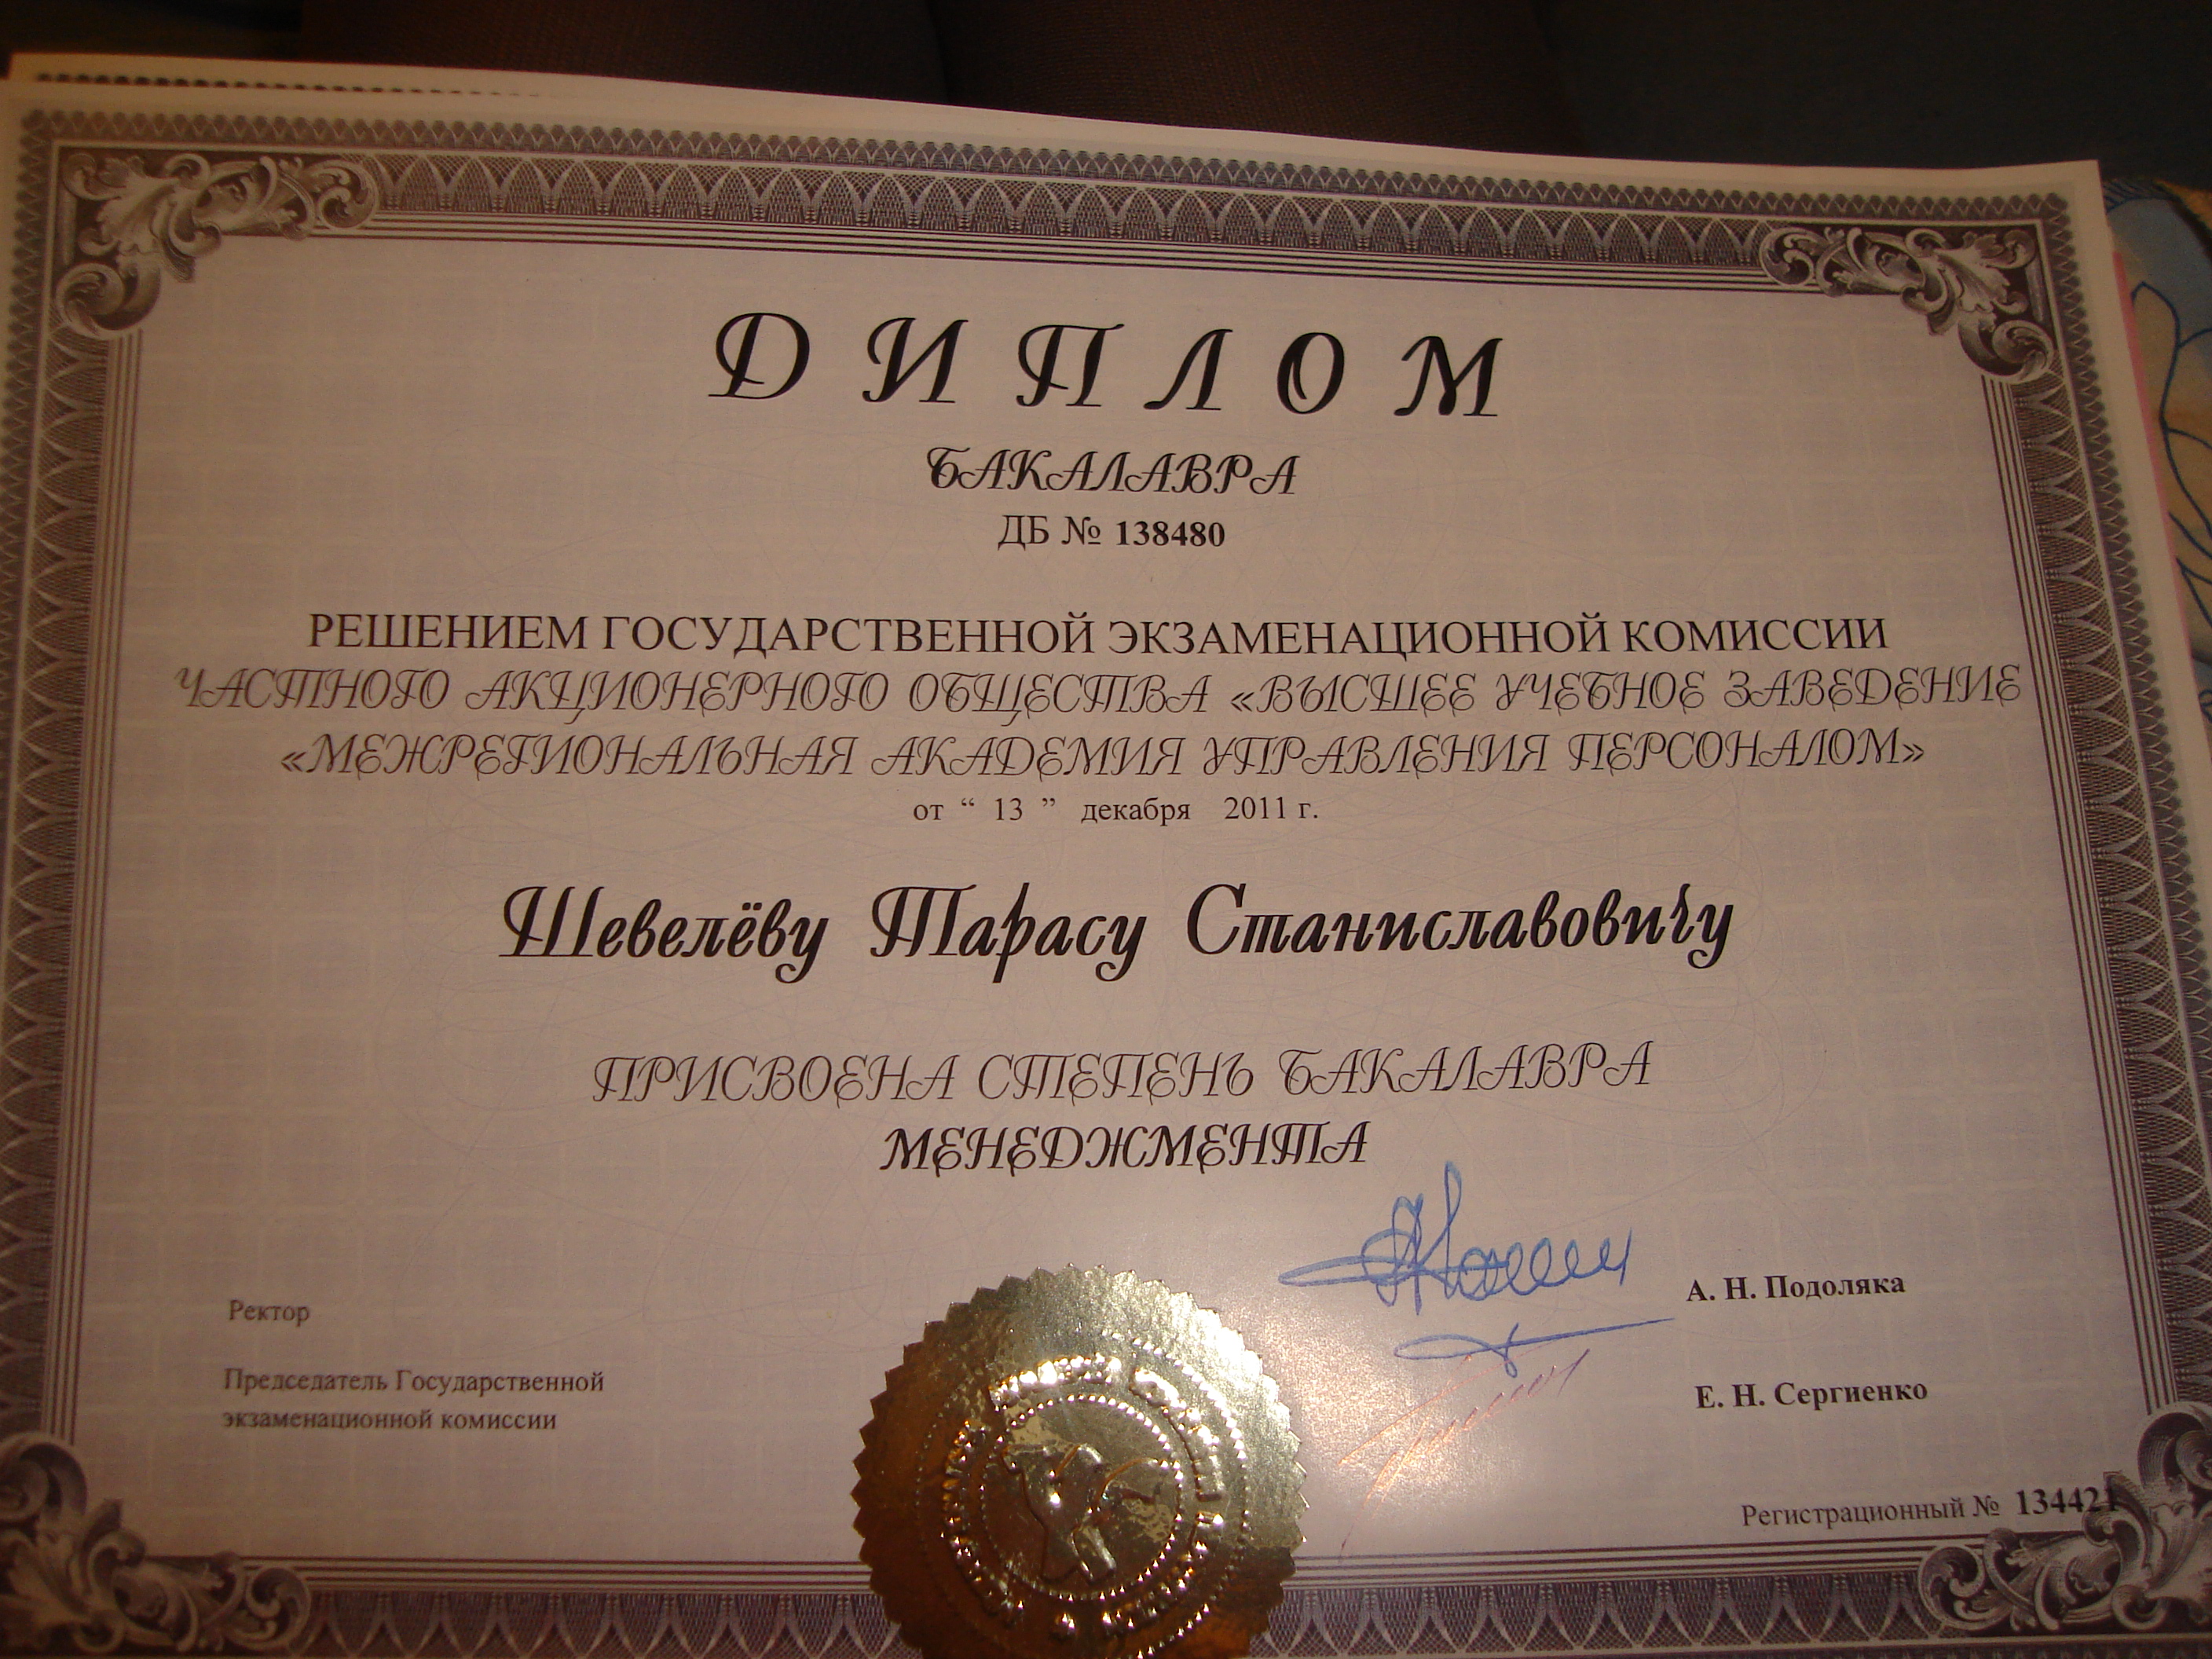 ДИПЛОМ
БАКАЛАВРА
ДБ № 138480
РЕШЕНИЕМ ГОСУДАРСТВЕННОЙ ЭКЗАМЕНАЦИОННОЙ КОМИССИИ
ЧАСТНОГО АКЦИОНЕРНОГО ОБЩЕСТВА «ВЫСШЕЕ УЧЕБНОЕ ЗАВЕДЕНИЕ
«МЕЖРЕГИОНАЛЬНАЯ АКАДЕМИЯ УПРАВЛЕНИЯ ПЕРСОНАЛОМ»
от “ 13 ” декабря 2011 г.
Шевелёву Тарасу Станиславовичу
ПРИСВОЕНА СТЕПЕНЬ БАКАЛАВРА
МЕНЕДЖМЕНТА
Ректор
А. Н. Подоляка
Председатель Государственной
экзаменационной комиссии
Е. Н. Сергиенко
Регистрационный № 134421